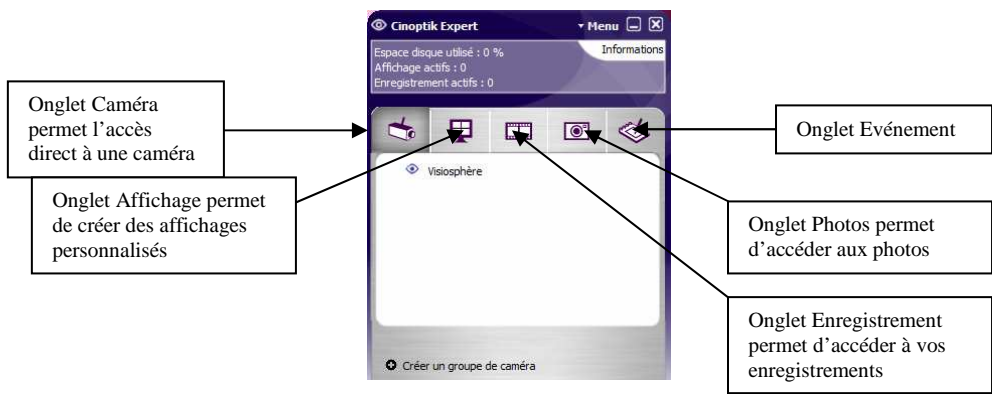 Cinoptik Expert
Menu
Espace disque utilisé : 0 %
Informations
Affichage actifs : 0
Enregistrement actifs : 0
Onglet Caméra
permet l'accès
direct à une caméra
Onglet Evénement
Visiosphère
Onglet Affichage permet
de créer des affichages
personnalisés
Onglet Photos permet
d'accéder aux photos
Onglet Enregistrement
permet d'accéder à vos
enregistrements
Créer un groupe de caméra